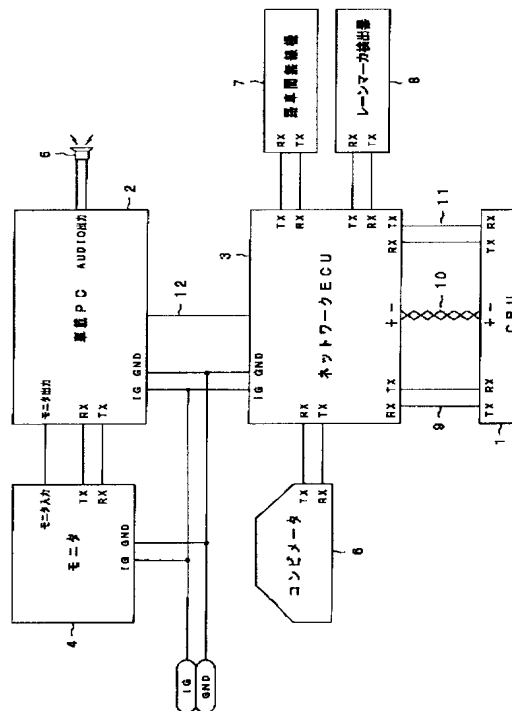 モニタ入力
TX
RX
モニタ
IG GND
4
モニタ出力
RX
TX
車載PC
AUDIO出力
IG GND
2
12
IG
GND
IG GND
3
ネットワークECU
TX
RX
TX
RX
RX
TX
RX TX
+ -
RX TX
7
RX
TX
路車間無線機
8
RX
TX
レーンマーカ検出器
コンビメータ
TX
RX
6
9
10
11
TX RX
+ -
TX RX
1
CPU